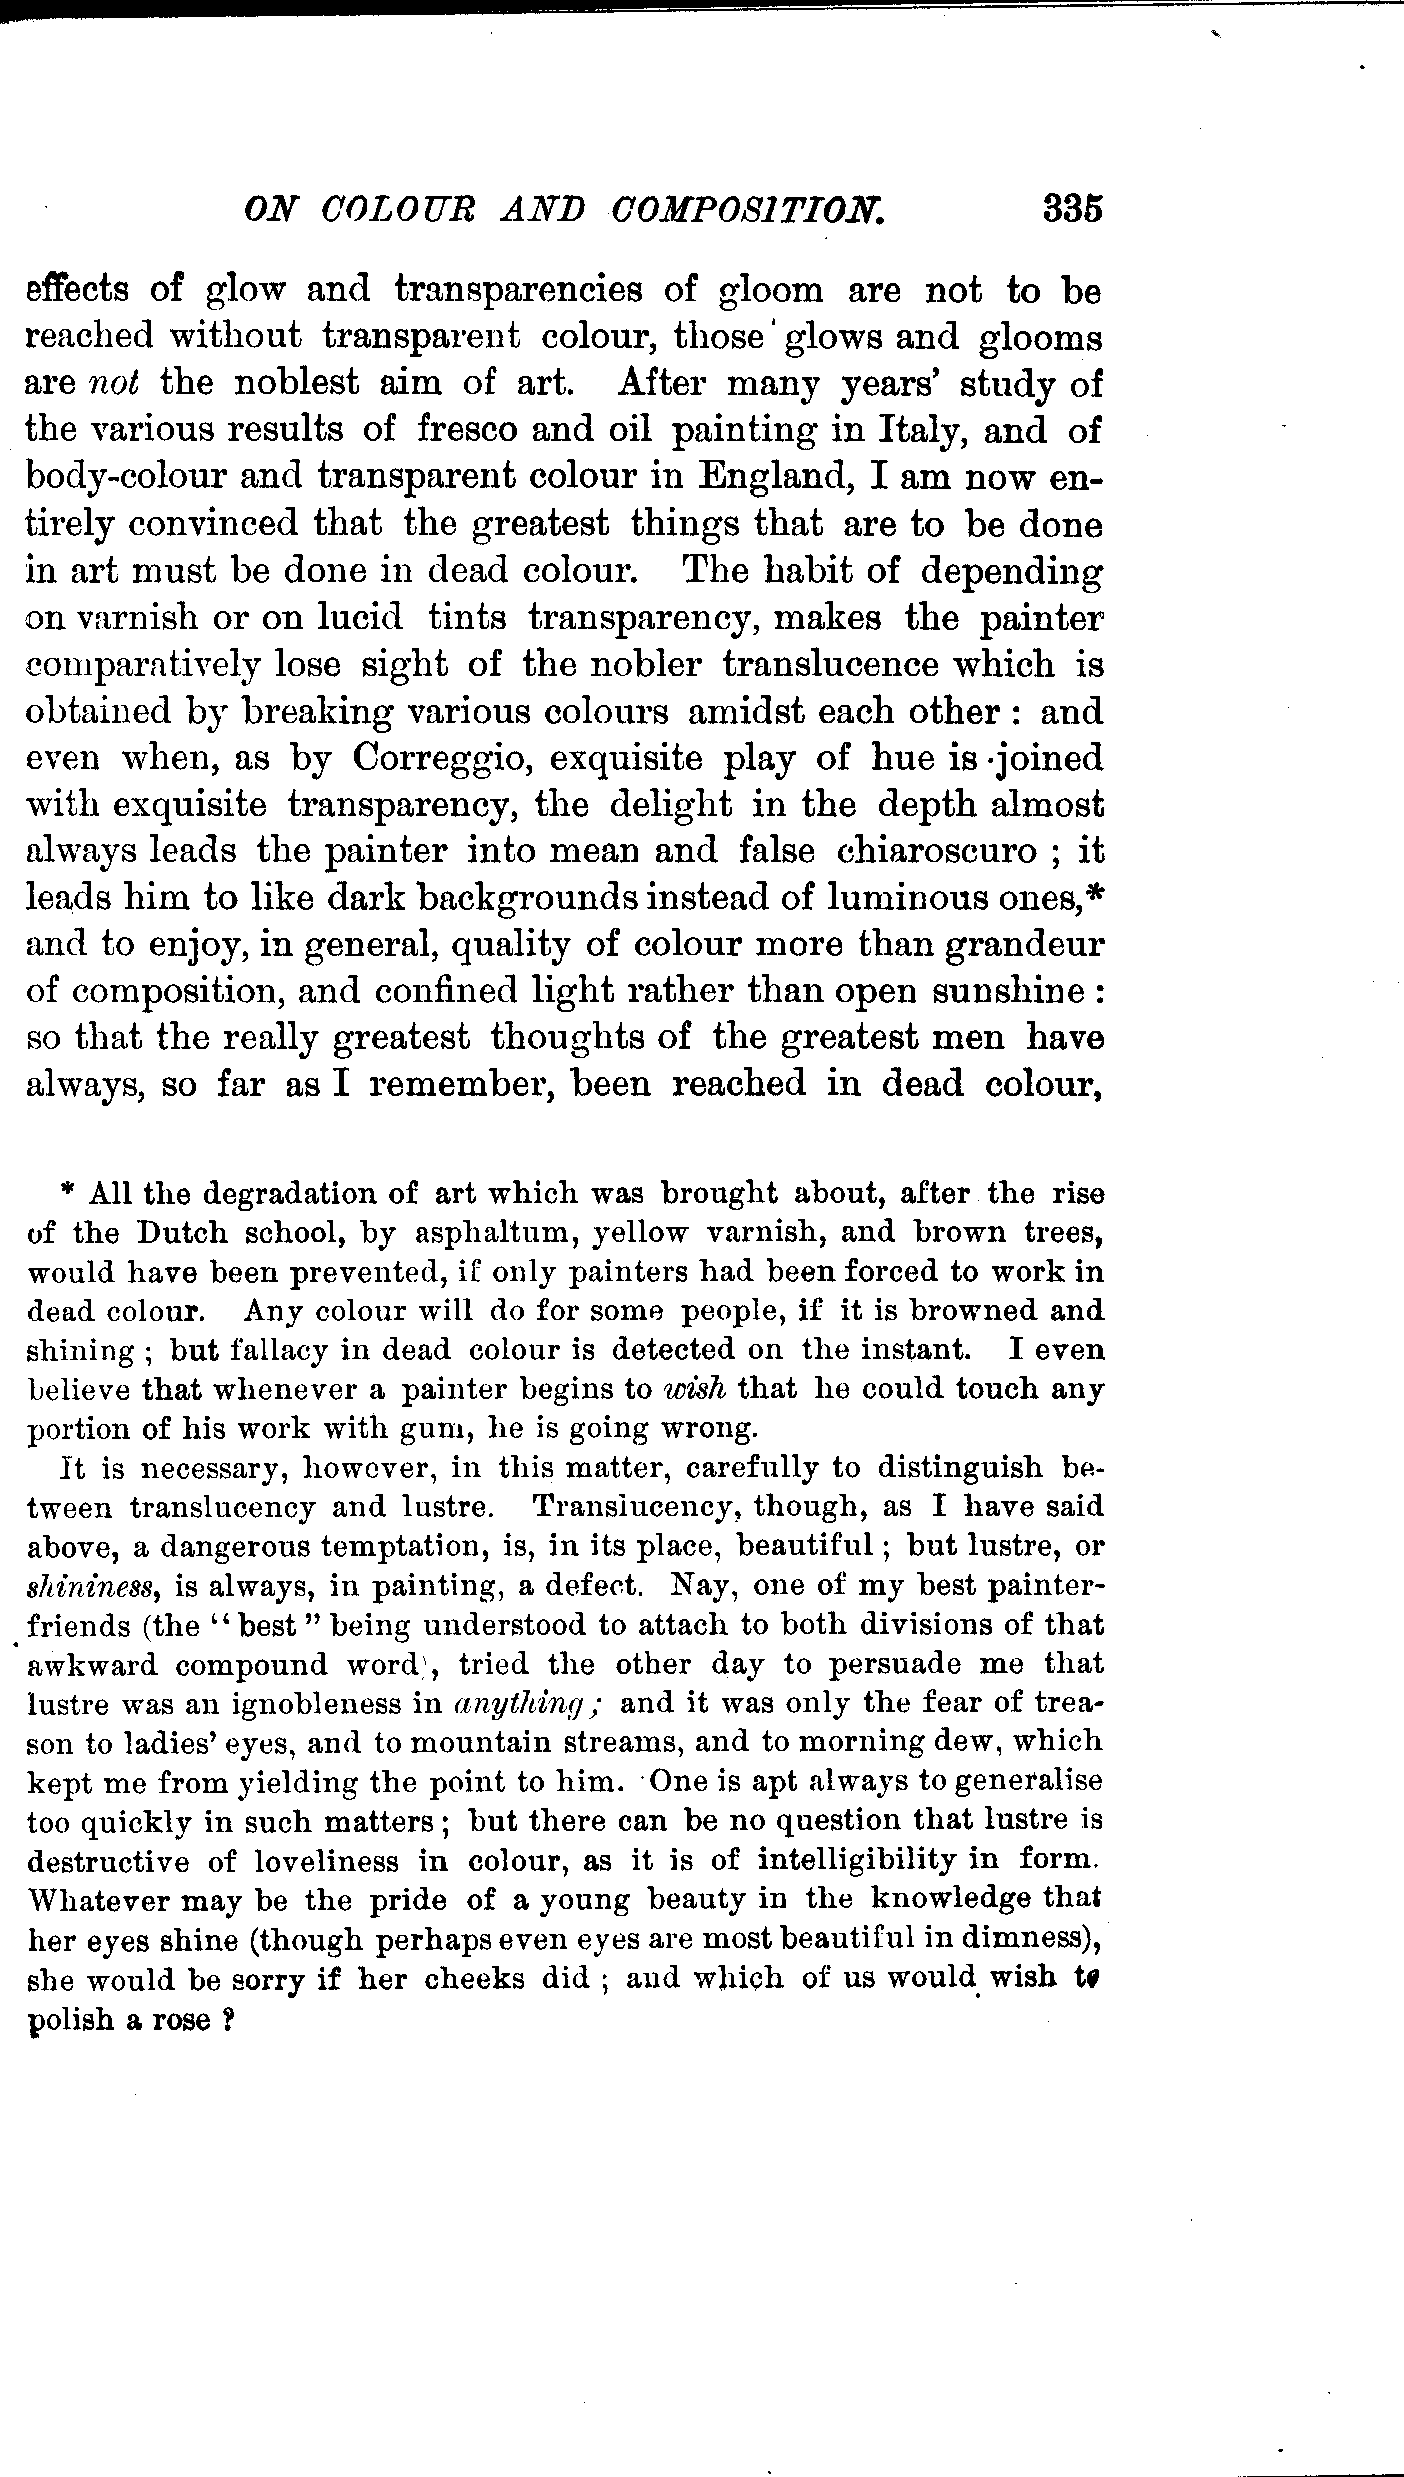 ON COLOUR AND COMPOSITION. 335
effects of glow and transparencies of gloom are not to be
reached without transparent colour, those glows and glooms
are not the noblest aim of art. After many years' study of
the various results of fresco and oil painting in Italy, and of
body-colour and transparent colour in England, I am now en-
tirely convinced that the greatest things that are to be done
in art must be done in dead colour. The habit of depending
on varnish or on lucid tints transparency, makes the painter
comparatively lose sight of the nobler translucence which is
obtained by breaking various colours amidst each other : and
even when, as by Correggio, exquisite play of hue is joined
with exquisite transparency, the delight in the depth almost
always leads the painter into mean and false chiaroscuro ; it
leads him to like dark backgrounds instead of luminous ones,*
and to enjoy, in general, quality of colour more than grandeur
of composition, and confined light rather than open sunshine :
so that the really greatest thoughts of the greatest men have
always, so far as I remember, been reached in dead colour,
* All the degradation of art which was brought about, after the rise
of the Dutch school, by asphaltum, yellow varnish, and brown trees,
would have been prevented, if only painters had been forced to work in
dead colour. Any colour will do for some people, if it is browned and
shining ; but fallacy in dead colour is detected on the instant. I even
believe that whenever a painter begins to wish that he could touch any
portion of his work with gum, he is going wrong.
It is necessary, however, in this matter, carefully to distinguish be-
tween translucency and lustre. Translucency, though, as I have said
above, a dangerous temptation, is, in its place, beautiful ; but lustre, or
shininess, is always, in painting, a defect. Nay, one of my best painter-
friends (the "best" being understood to attach to both divisions of that
awkward compound word), tried the other day to persuade me that
lustre was an ignobleness in anything ; and it was only the fear of trea-
son to ladies' eyes, and to mountain streams, and to morning dew, which
kept me from yielding the point to him. One is apt always to generalise
too quickly in such matters ; but there can be no question that lustre is
destructive of loveliness in colour, as it is of intelligibility in form.
Whatever may be the pride of a young beauty in the knowledge that
her eyes shine (though perhaps even eyes are most beautiful in dimness),
she would be sorry if her cheeks did ; and which of us would wish to
polish a rose ?